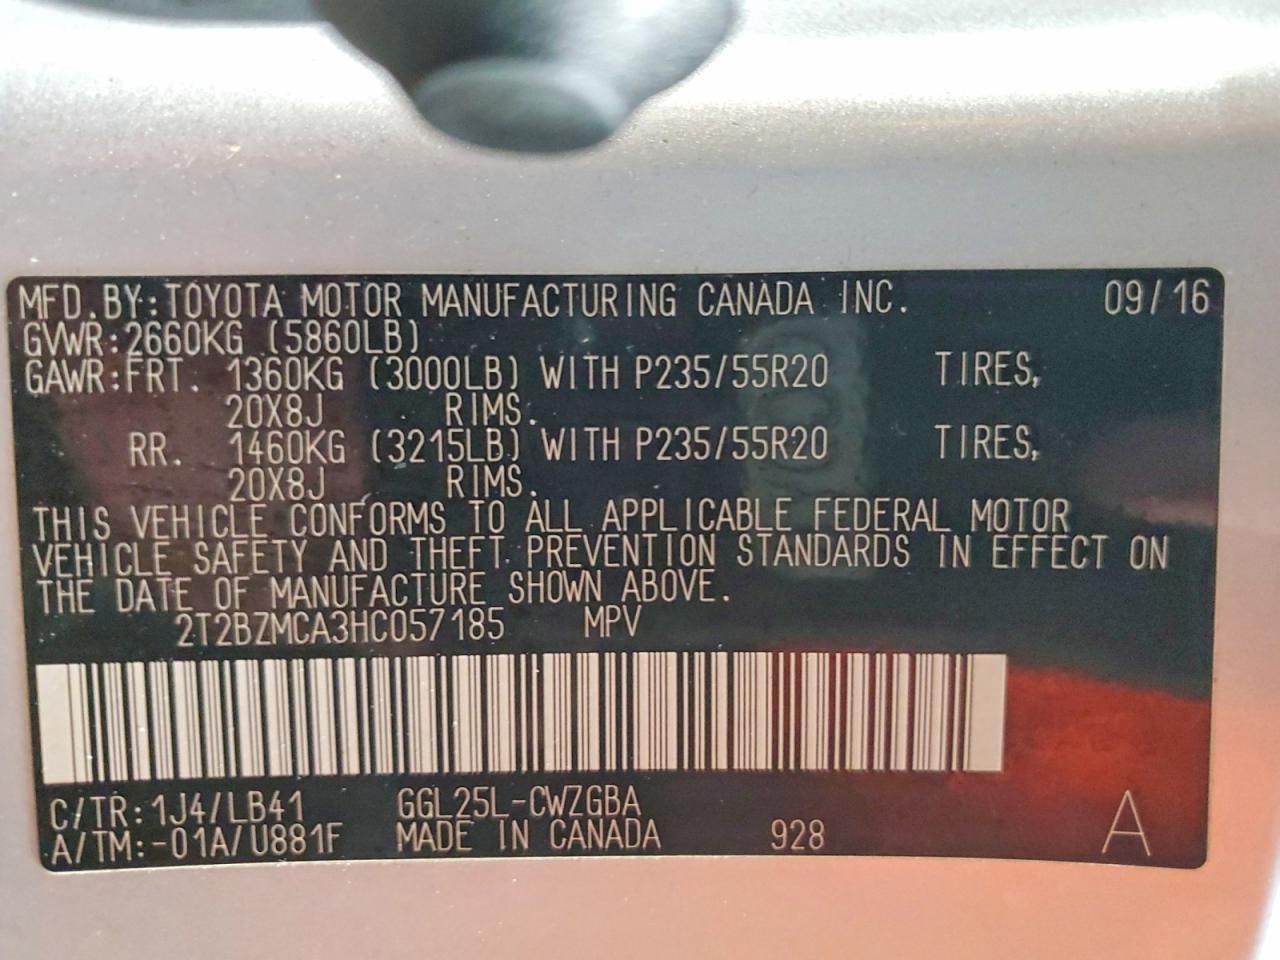 MFD.BY:TOYOTA MOTOR MANUFACTURING CANADA INC. 09/16
GVWR:2660KG (5860LB)
GAWR:FRT. 1360KG (3000LB) WITH P235/55R20 TIRES,
20X8J RIMS.
RR. 1460KG (3215LB) WITH P235/55R20 TIRES,
20X8J RIMS.
THIS VEHICLE CONFORMS TO ALL APPLICABLE FEDERAL MOTOR
VEHICLE SAFETY AND THEFT PREVENTION STANDARDS IN EFFECT ON
THE DATE OF MANUFACTURE SHOWN ABOVE.
2T2BZMCA3HC057185 MPV
C/TR:1J4/LB41 GGL25L-CWZGBA
A/TM:-01A/U881F MADE IN CANADA 928 A